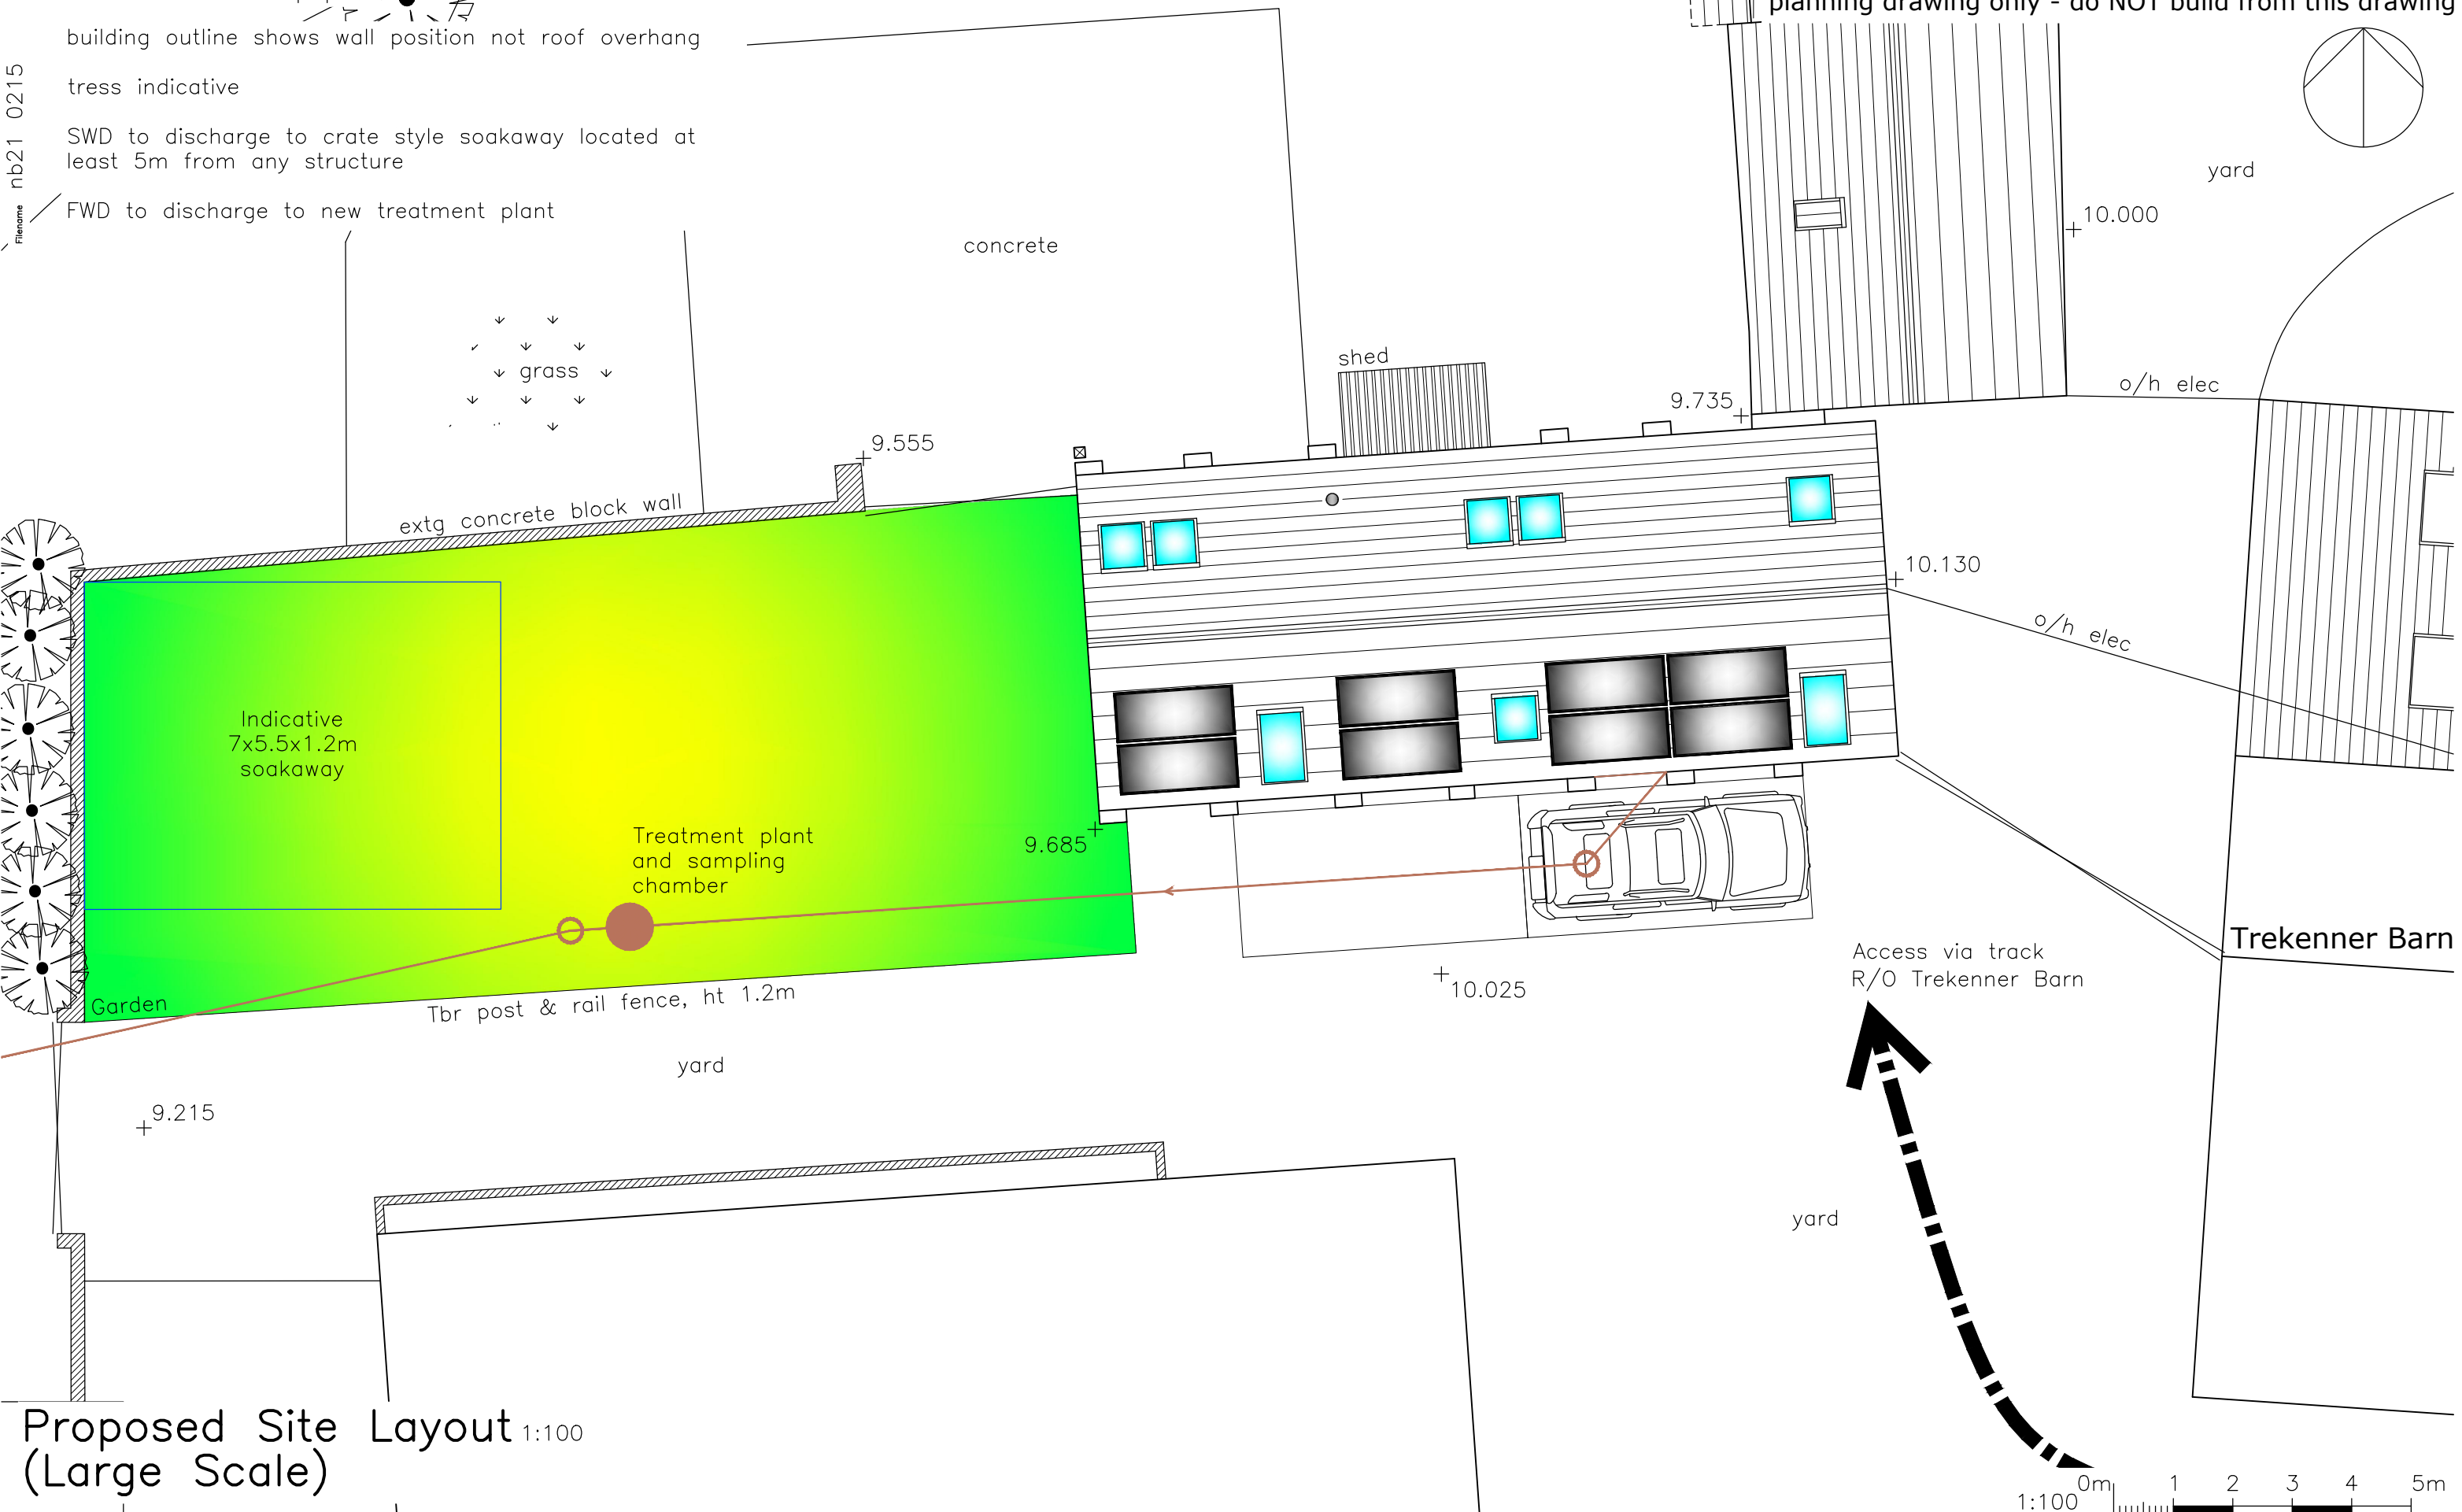 planning drawing only - do NOT build from this drawing
building outline shows wall position not roof overhang
tress indicative
SWD to discharge to crate style soakaway located at
least 5m from any structure
FWD to discharge to new treatment plant
Filename nb21 0215
yard
10.000
concrete
grass
shed
9.735
o/h elec
9.555
extg concrete block wall
10.130
o/h elec
Indicative
7x5.5x1.2m
soakaway
Treatment plant
and sampling
chamber
9.685
Trekenner Barn
Access via track
R/O Trekenner Barn
10.025
Garden
Tbr post & rail fence, ht 1.2m
yard
9.215
yard
Proposed Site Layout 1:100
(Large Scale)
1:100
0m 1 2 3 4 5m